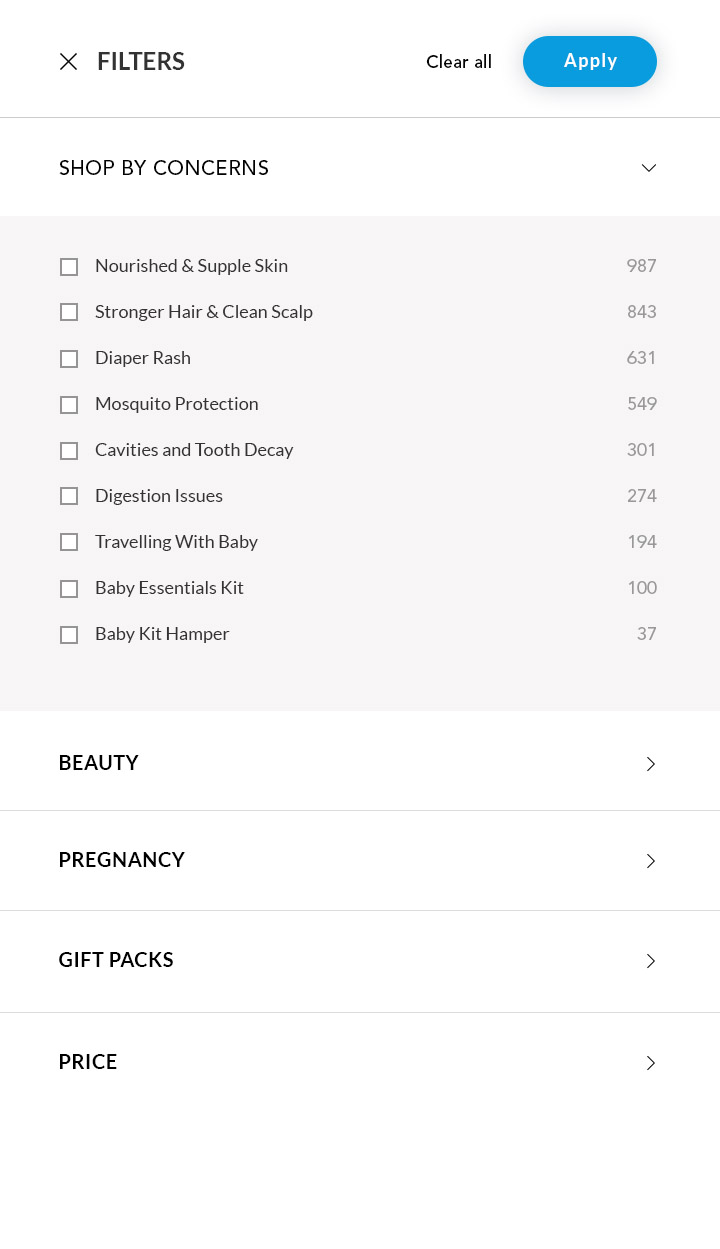 FILTERS Clear all Apply
SHOP BY CONCERNS
Nourished & Supple Skin 987
Stronger Hair & Clean Scalp 843
Diaper Rash 631
Mosquito Protection 549
Cavities and Tooth Decay 301
Digestion Issues 274
Travelling With Baby 194
Baby Essentials Kit 100
Baby Kit Hamper 37
BEAUTY
PREGNANCY
GIFT PACKS
PRICE